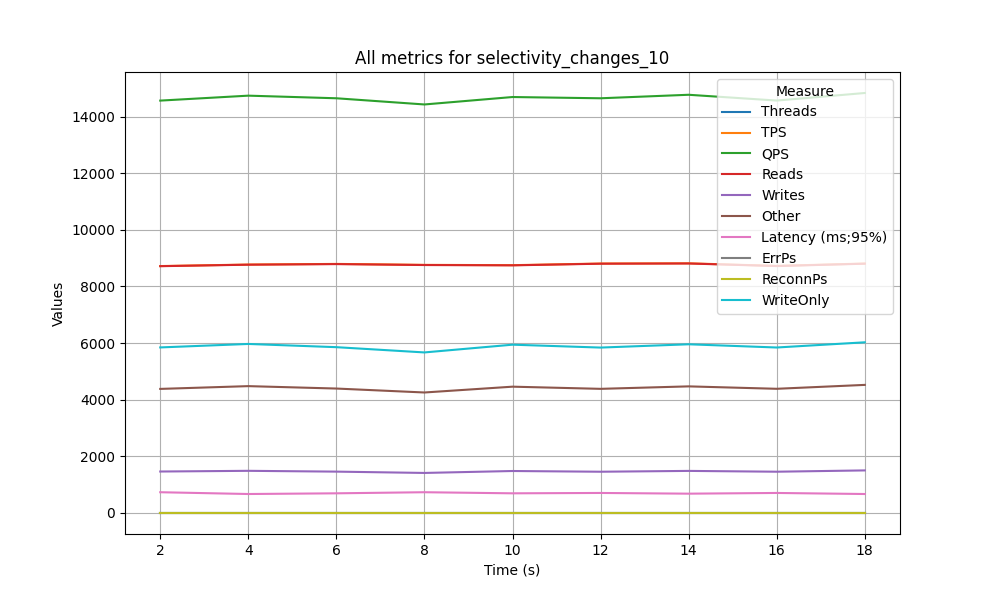 All metrics for selectivity_changes_10
Measure
Threads
TPS
QPS
Reads
Writes
Other
Latency (ms;95%)
ErrPs
ReconnPs
WriteOnly
Values
14000
12000
10000
8000
6000
4000
2000
0
2 4 6 8 10 12 14 16 18
Time (s)